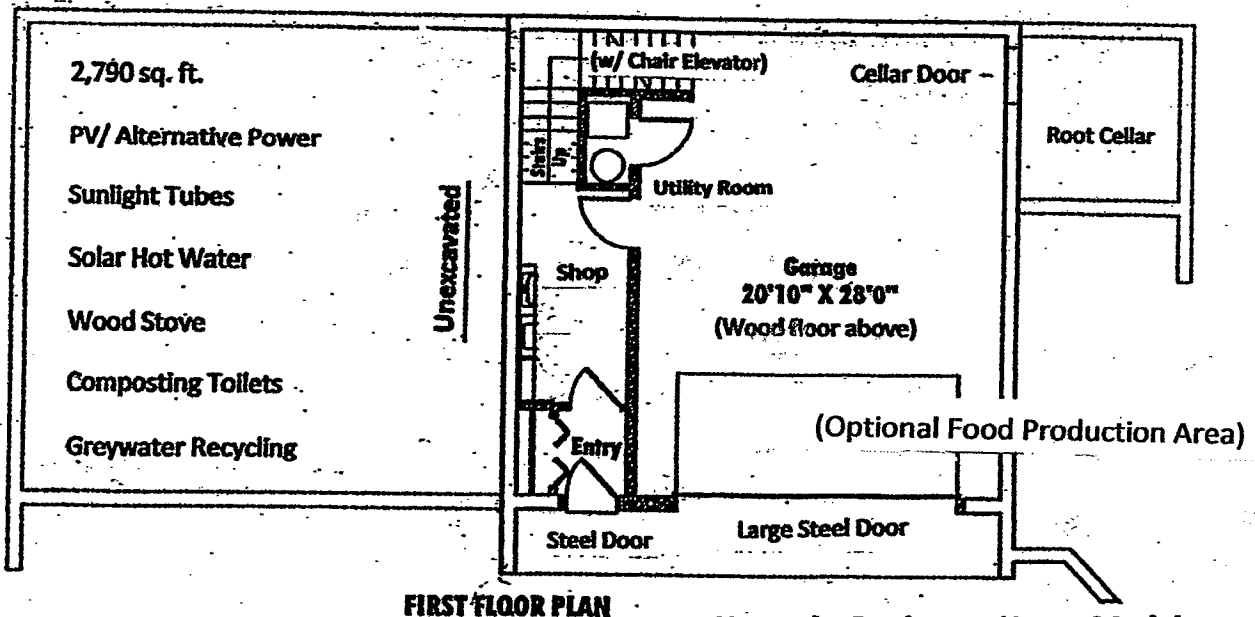 2,790 sq. ft.
PV/ Alternative Power
Sunlight Tubes
Solar Hot Water
Wood Stove
Composting Toilets
Greywater Recycling
Unexcavated
(w/ Chair Elevator)
Stairs
Up
Cellar Door
Root Cellar
Utility Room
Shop
Garage
20'10" X 28'0"
(Wood floor above)
(Optional Food Production Area)
Entry
Steel Door
Large Steel Door
FIRST FLOOR PLAN